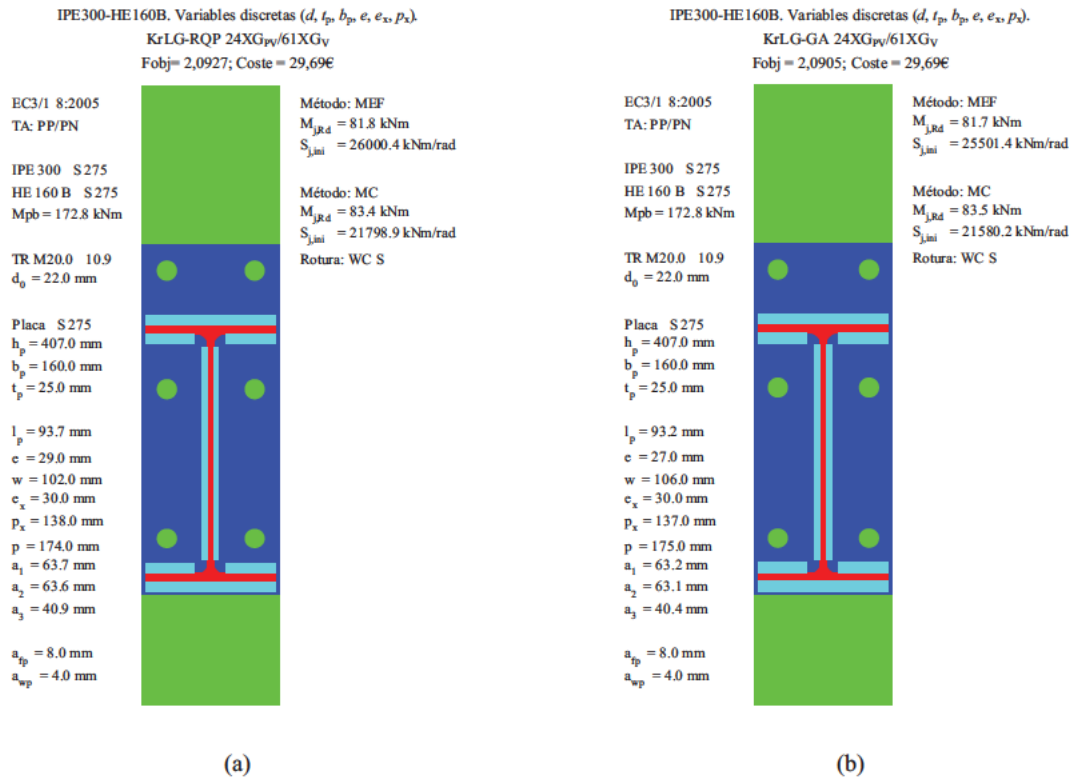 IPE300-HE160B. Variables discretas (d, tp, bp, e, ex, px).
KrLG-RQP 24XGPV/61XGV
Fobj= 2,0927; Coste = 29,69€
EC3/1 8:2005
TA: PP/PN
IPE 300 S 275
HE 160 B S 275
Mpb = 172.8 kNm
TR M20.0 10.9
d0 = 22.0 mm
Placa S 275
hp = 407.0 mm
bp = 160.0 mm
tp = 25.0 mm
lp = 93.7 mm
e = 29.0 mm
w = 102.0 mm
ex = 30.0 mm
px = 138.0 mm
p = 174.0 mm
a1 = 63.7 mm
a2 = 63.6 mm
a3 = 40.9 mm
afp = 8.0 mm
awp = 4.0 mm
Método: MEF
Mj,Rd = 81.8 kNm
Sj,ini = 26000.4 kNm/rad
Método: MC
Mj,Rd = 83.4 kNm
Sj,ini = 21798.9 kNm/rad
Rotura: WC S
(a)
IPE300-HE160B. Variables discretas (d, tp, bp, e, ex, px).
KrLG-GA 24XGPV/61XGV
Fobj= 2,0905; Coste = 29,69€
EC3/1 8:2005
TA: PP/PN
IPE 300 S 275
HE 160 B S 275
Mpb = 172.8 kNm
TR M20.0 10.9
d0 = 22.0 mm
Placa S 275
hp = 407.0 mm
bp = 160.0 mm
tp = 25.0 mm
lp = 93.2 mm
e = 27.0 mm
w = 106.0 mm
ex = 30.0 mm
px = 137.0 mm
p = 175.0 mm
a1 = 63.2 mm
a2 = 63.1 mm
a3 = 40.4 mm
afp = 8.0 mm
awp = 4.0 mm
Método: MEF
Mj,Rd = 81.7 kNm
Sj,ini = 25501.4 kNm/rad
Método: MC
Mj,Rd = 83.5 kNm
Sj,ini = 21580.2 kNm/rad
Rotura: WC S
(b)